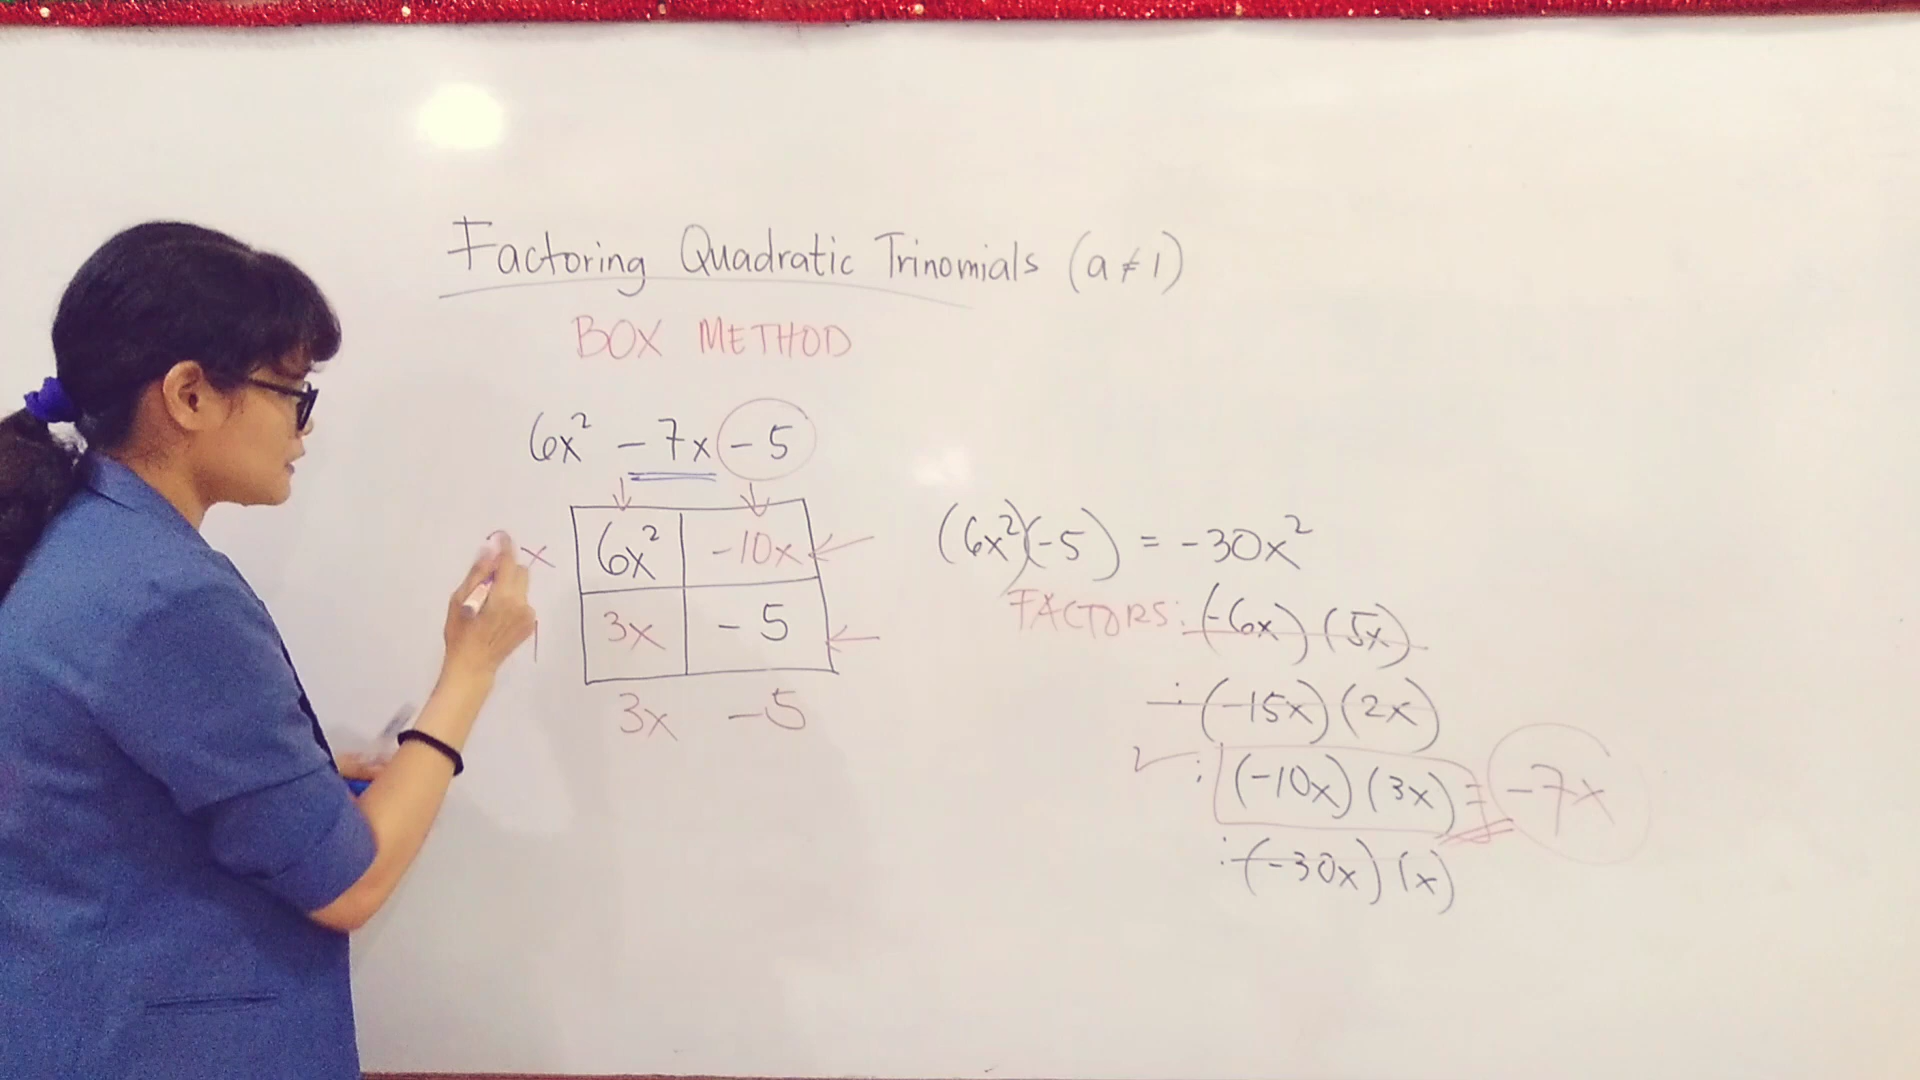 Factoring Quadratic Trinomials (a ≠ 1)
BOX METHOD
6x² - 7x - 5
x 6x² -10x
1 3x -5
3x -5
(6x²)(-5) = -30x²
FACTORS: (-6x)(5x)
: (-15x)(2x)
: (-10x)(3x) = -7x
: (-30x)(x)